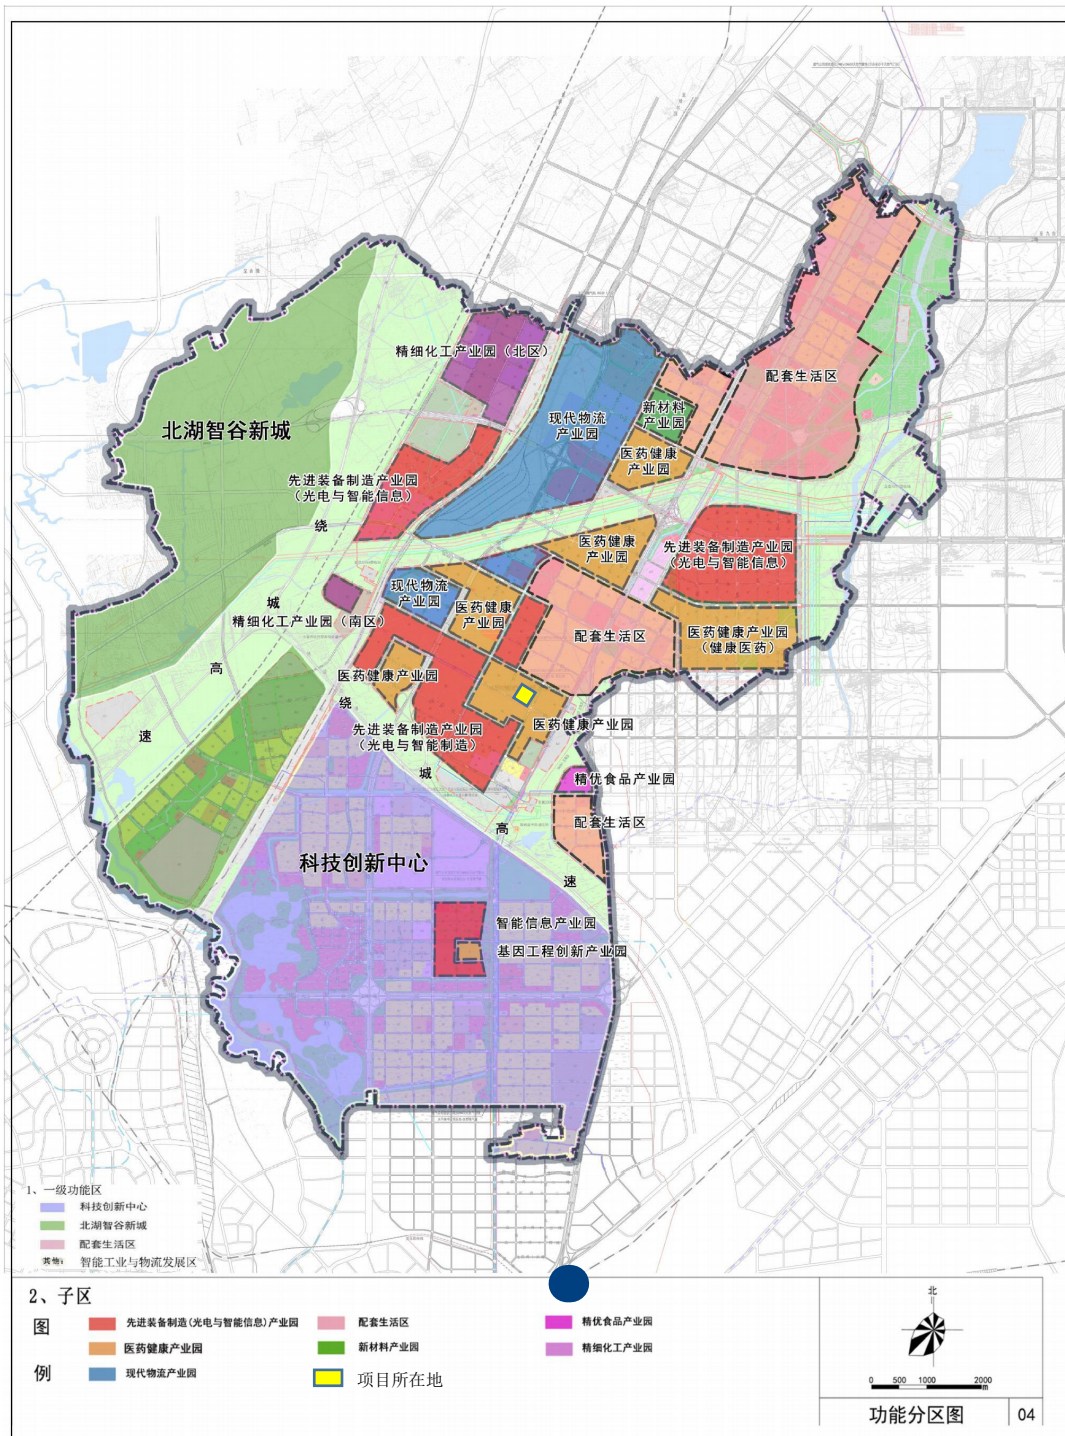 配套生活区
精细化工产业园（北区）
新材料
产业园
现代物流
产业园
北湖智谷新城
医药健康
产业园
先进装备制造产业园
（光电与智能信息）
绕
医药健康
产业园
先进装备制造产业园
（光电与智能信息）
现代物流
产业园
城
医药健康
产业园
精细化工产业园（南区）
配套生活区
医药健康产业园
（健康医药）
高
医药健康产业园
绕
速
先进装备制造产业园
（光电与智能制造）
医药健康产业园
城
精优食品产业园
高
配套生活区
科技创新中心
速
智能信息产业园
基因工程创新产业园
1、一级功能区
科技创新中心
北湖智谷新城
配套生活区
其他：
智能工业与物流发展区
2、子区
图
例
先进装备制造(光电与智能信息)产业园
医药健康产业园
现代物流产业园
配套生活区
新材料产业园
项目所在地
精优食品产业园
精细化工产业园
北
0 500 1000 2000
m
功能分区图 04